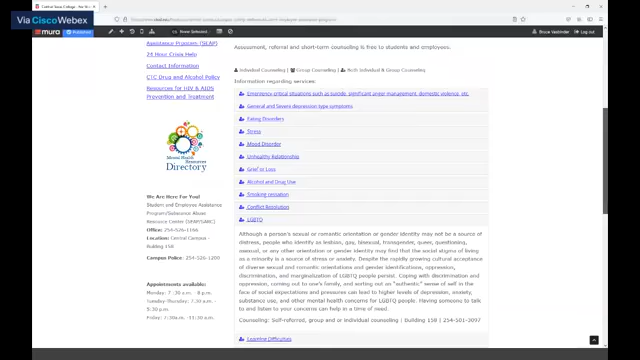 Via CiscoWebex
mura
Log out
Assistance Program (SEAP)
24 Hour Crisis Help
Contact Information
CTC Drug and Alcohol Policy
Resources for HIV & AIDS
Prevention and Treatment
Mental Health
Resources
Directory
We Are Here For You!
Student and Employee Assistance
Program/Substance Abuse
Resource Center (SEAP/SARC)
Office: 254-526-1166
Location: Central Campus -
Building 158
Campus Police: 254-526-1200
Appointments available:
Monday: 7:30 a.m. - 8 p.m.
Tuesday-Thursday: 7:30 a.m. -
5:30 p.m.
Friday: 7:30a.m. -11:30 a.m.
Assessment, referral and short-term counseling is free to students and employees.
Individual Counseling | Group Counseling | Both Individual & Group Counseling
Information regarding services:
Emergency critical situations such as suicide, significant anger management, domestic violence, etc.
General and Severe depression type symptoms
Eating Disorders
Stress
Mood Disorder
Unhealthy Relationship
Grief or Loss
Alcohol and Drug Use
Smoking cessation
Conflict Resolution
LGBTQ
Although a person's sexual or romantic orientation or gender identity may not be a source of
distress, people who identify as lesbian, gay, bisexual, transgender, queer, questioning,
asexual, or any other orientation or gender identity may find that the social stigma of living
as a minority is a source of stress or anxiety. Despite the rapidly growing cultural acceptance
of diverse sexual and romantic orientations and gender identifications, oppression,
discrimination, and marginalization of LGBTQ people persist. Coping with discrimination and
oppression, coming out to one's family, and sorting out an "authentic" sense of self in the
face of social expectations and pressures can lead to higher levels of depression, anxiety,
substance use, and other mental health concerns for LGBTQ people. Having someone to talk
to and listen to your concerns can help in a time of need.
Counseling: Self-referred, group and or individual counseling | Building 158 | 254-501-3097
Learning Difficulties